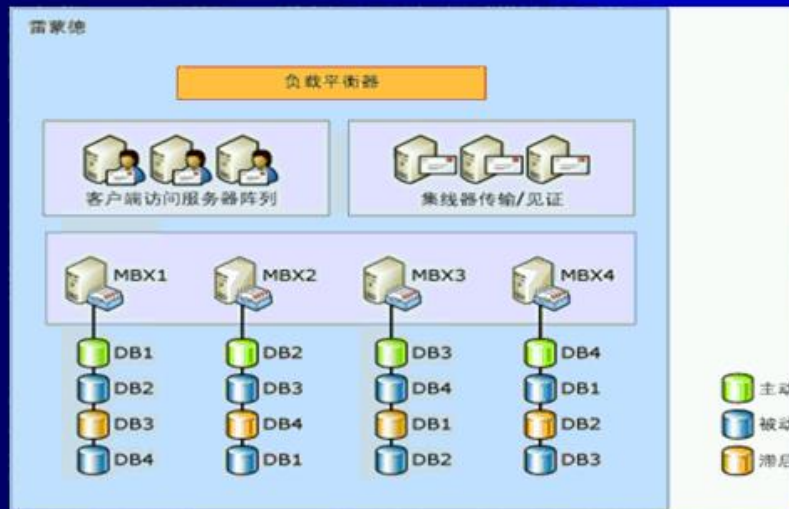 雷蒙德
负载平衡器
客户端访问服务器阵列
集线器传输/见证
MBX1
MBX2
MBX3
MBX4
DB1
DB2
DB3
DB4
DB2
DB3
DB4
DB1
DB3
DB4
DB1
DB2
DB4
DB1
DB2
DB3
主动
被动
滞后